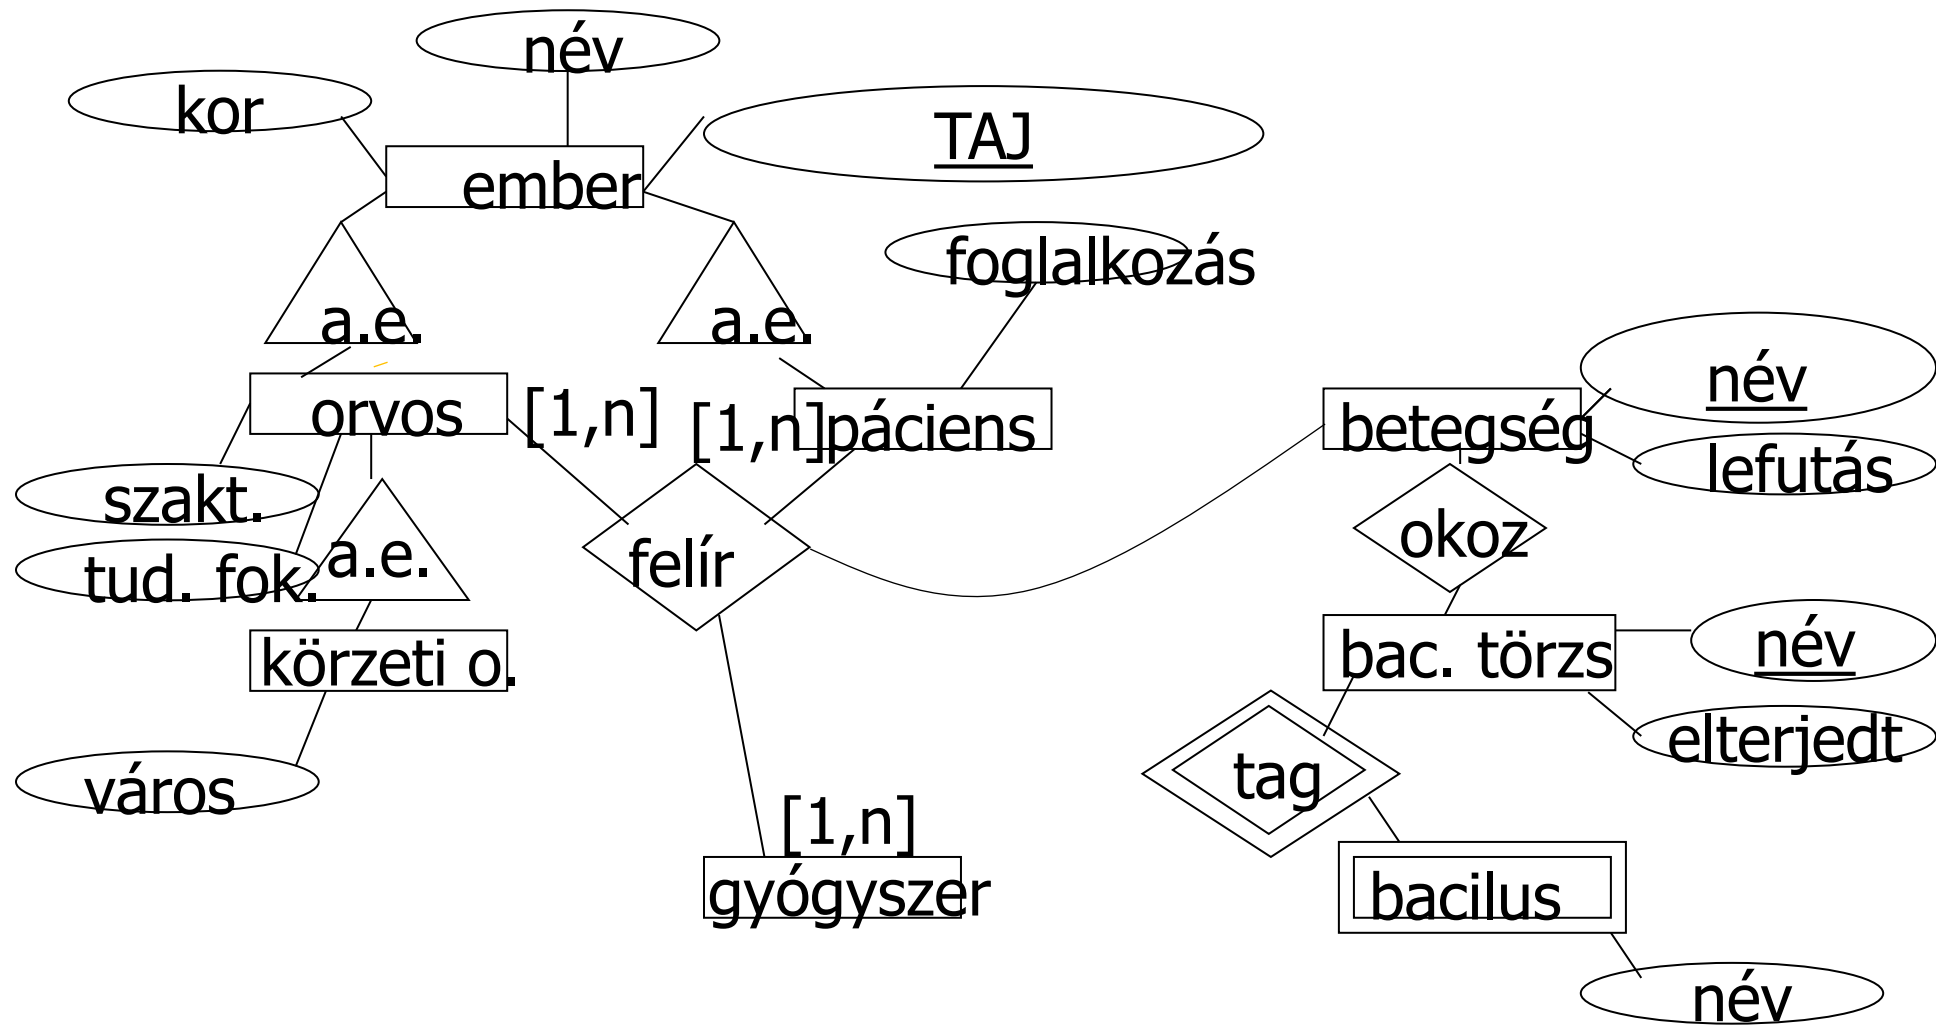 név
kor
TAJ
ember
foglalkozás
a.e.
a.e.
orvos
[1,n]
[1,n]
páciens
betegség
név
lefutás
szakt.
tud. fok.
a.e.
felír
okoz
körzeti o.
bac. törzs
név
elterjedt
város
tag
[1,n]
gyógyszer
bacilus
név